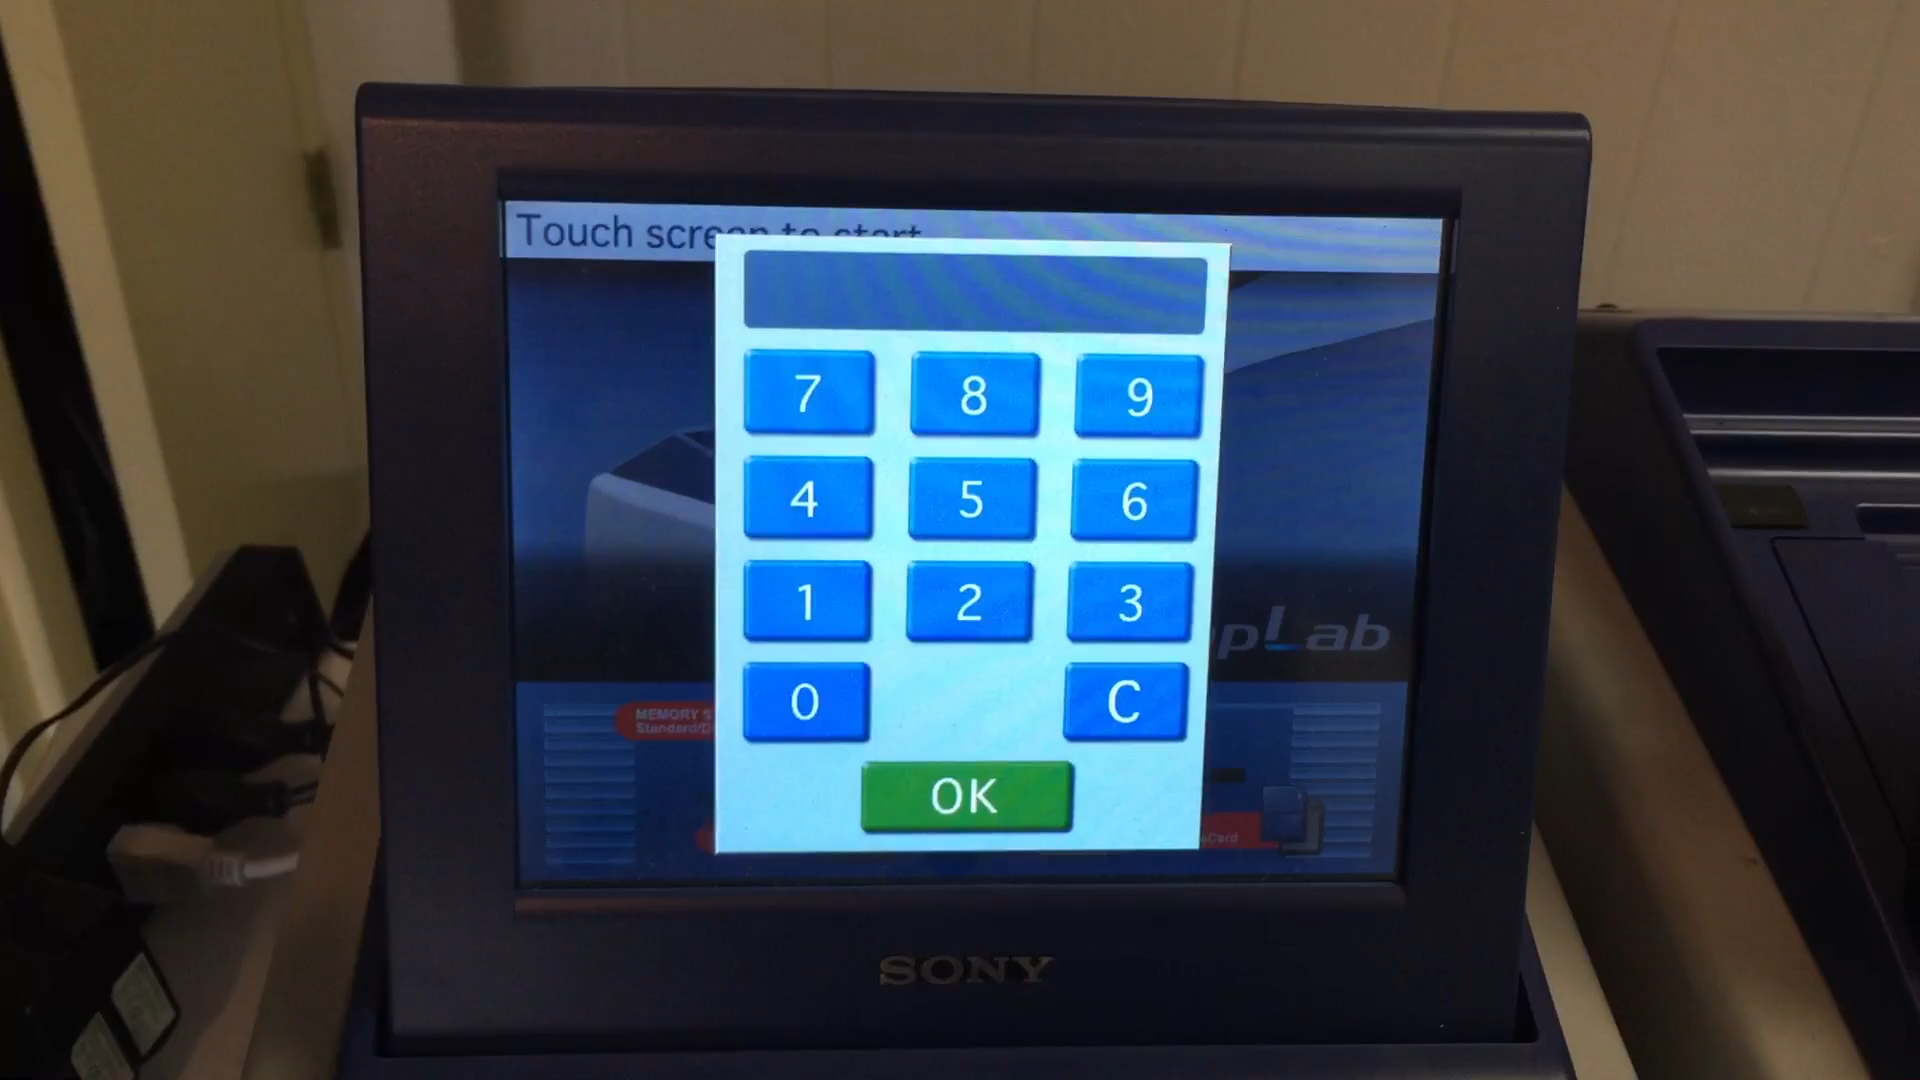 Touch screen to start
7 8 9
4 5 6
1 2 3
0 C
OK
pLab
MEMORY S
Standard/D
Card
SONY